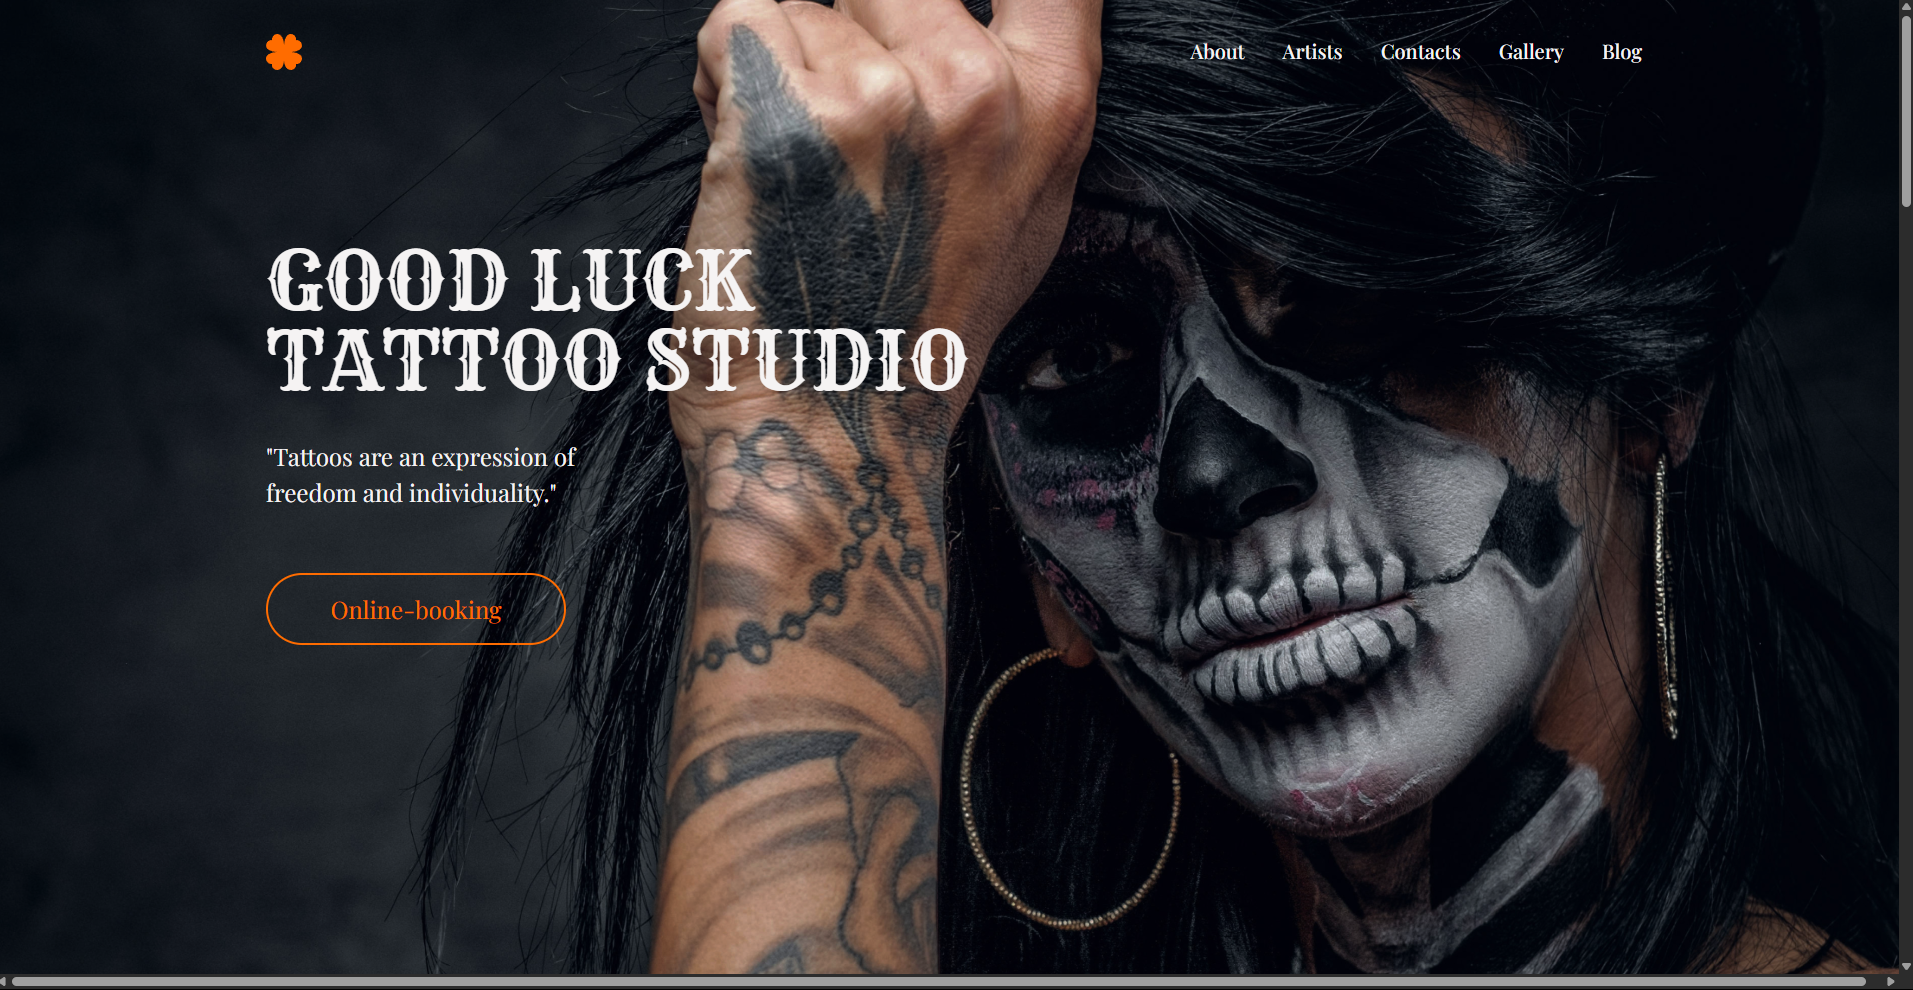 About Artists Contacts Gallery Blog
GOOD LUCK
TATTOO STUDIO
"Tattoos are an expression of
freedom and individuality."
Online-booking